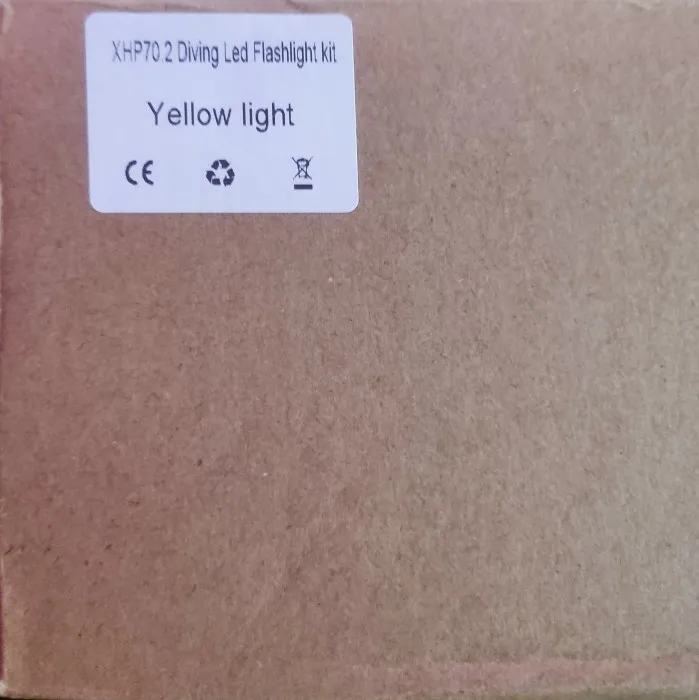 XHP70.2 Diving Led Flashlight kit
Yellow light
CE